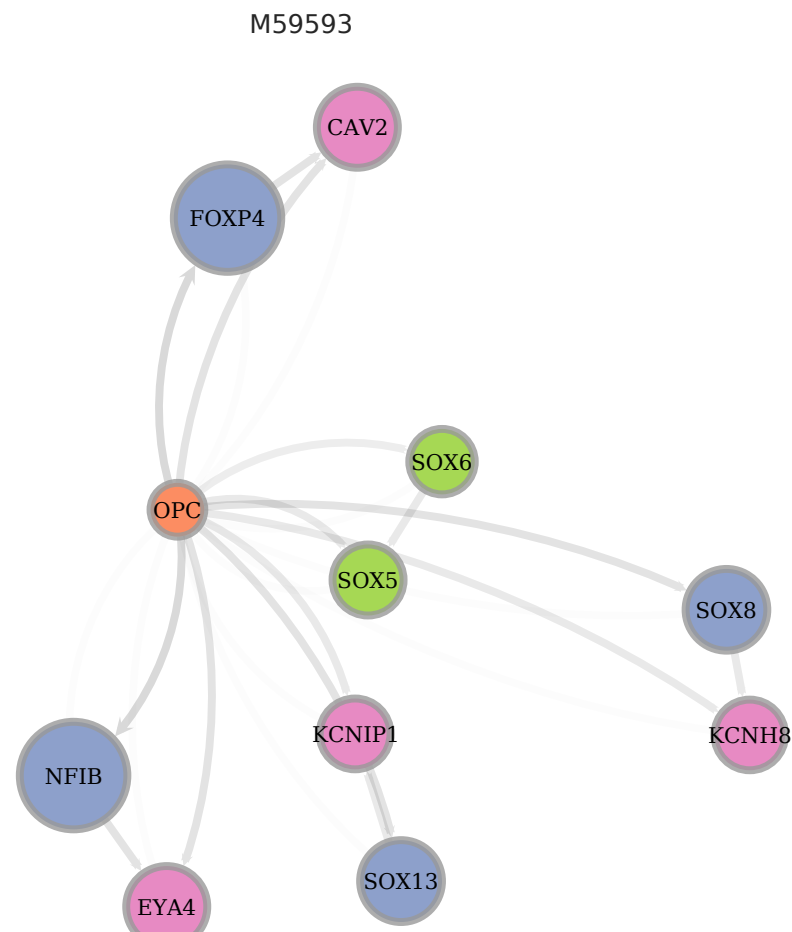 M59593
CAV2
FOXP4
SOX6
OPC
SOX5
SOX8
KCNIP1
KCNH8
NFIB
SOX13
EYA4